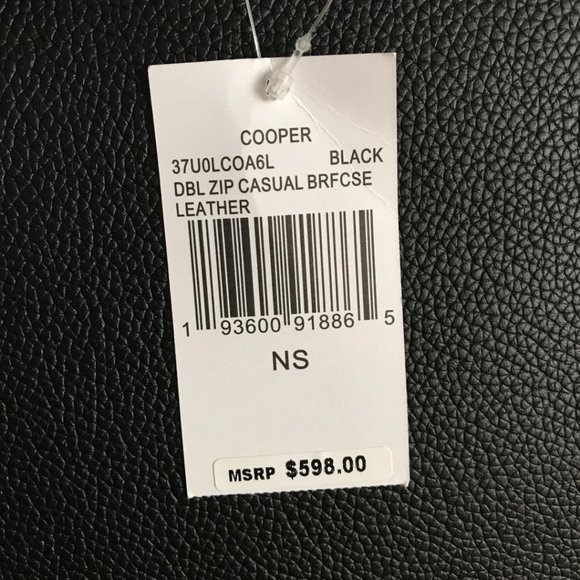 COOPER
37U0LCOA6L BLACK
DBL ZIP CASUAL BRFCSE
LEATHER
1 93600 91886 5
NS
MSRP $598.00